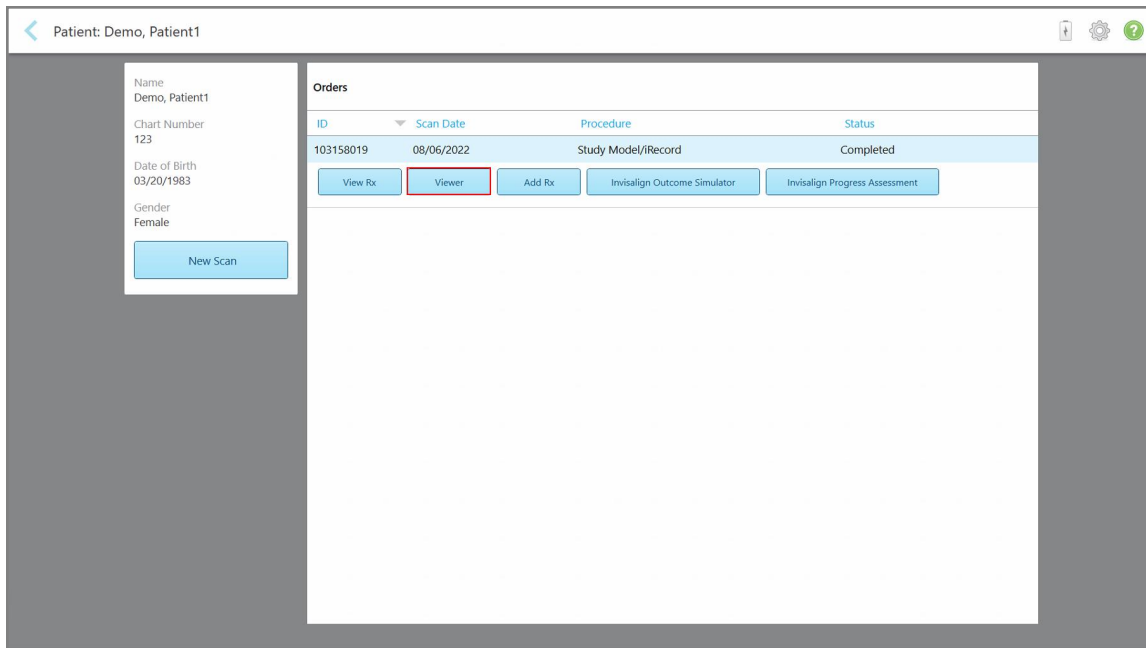 Patient: Demo, Patient1
?
Name
Demo, Patient1
Chart Number
123
Date of Birth
03/20/1983
Gender
Female
New Scan
Orders
ID Scan Date Procedure Status
103158019 08/06/2022 Study Model/iRecord Completed
View Rx Viewer Add Rx Invisalign Outcome Simulator Invisalign Progress Assessment